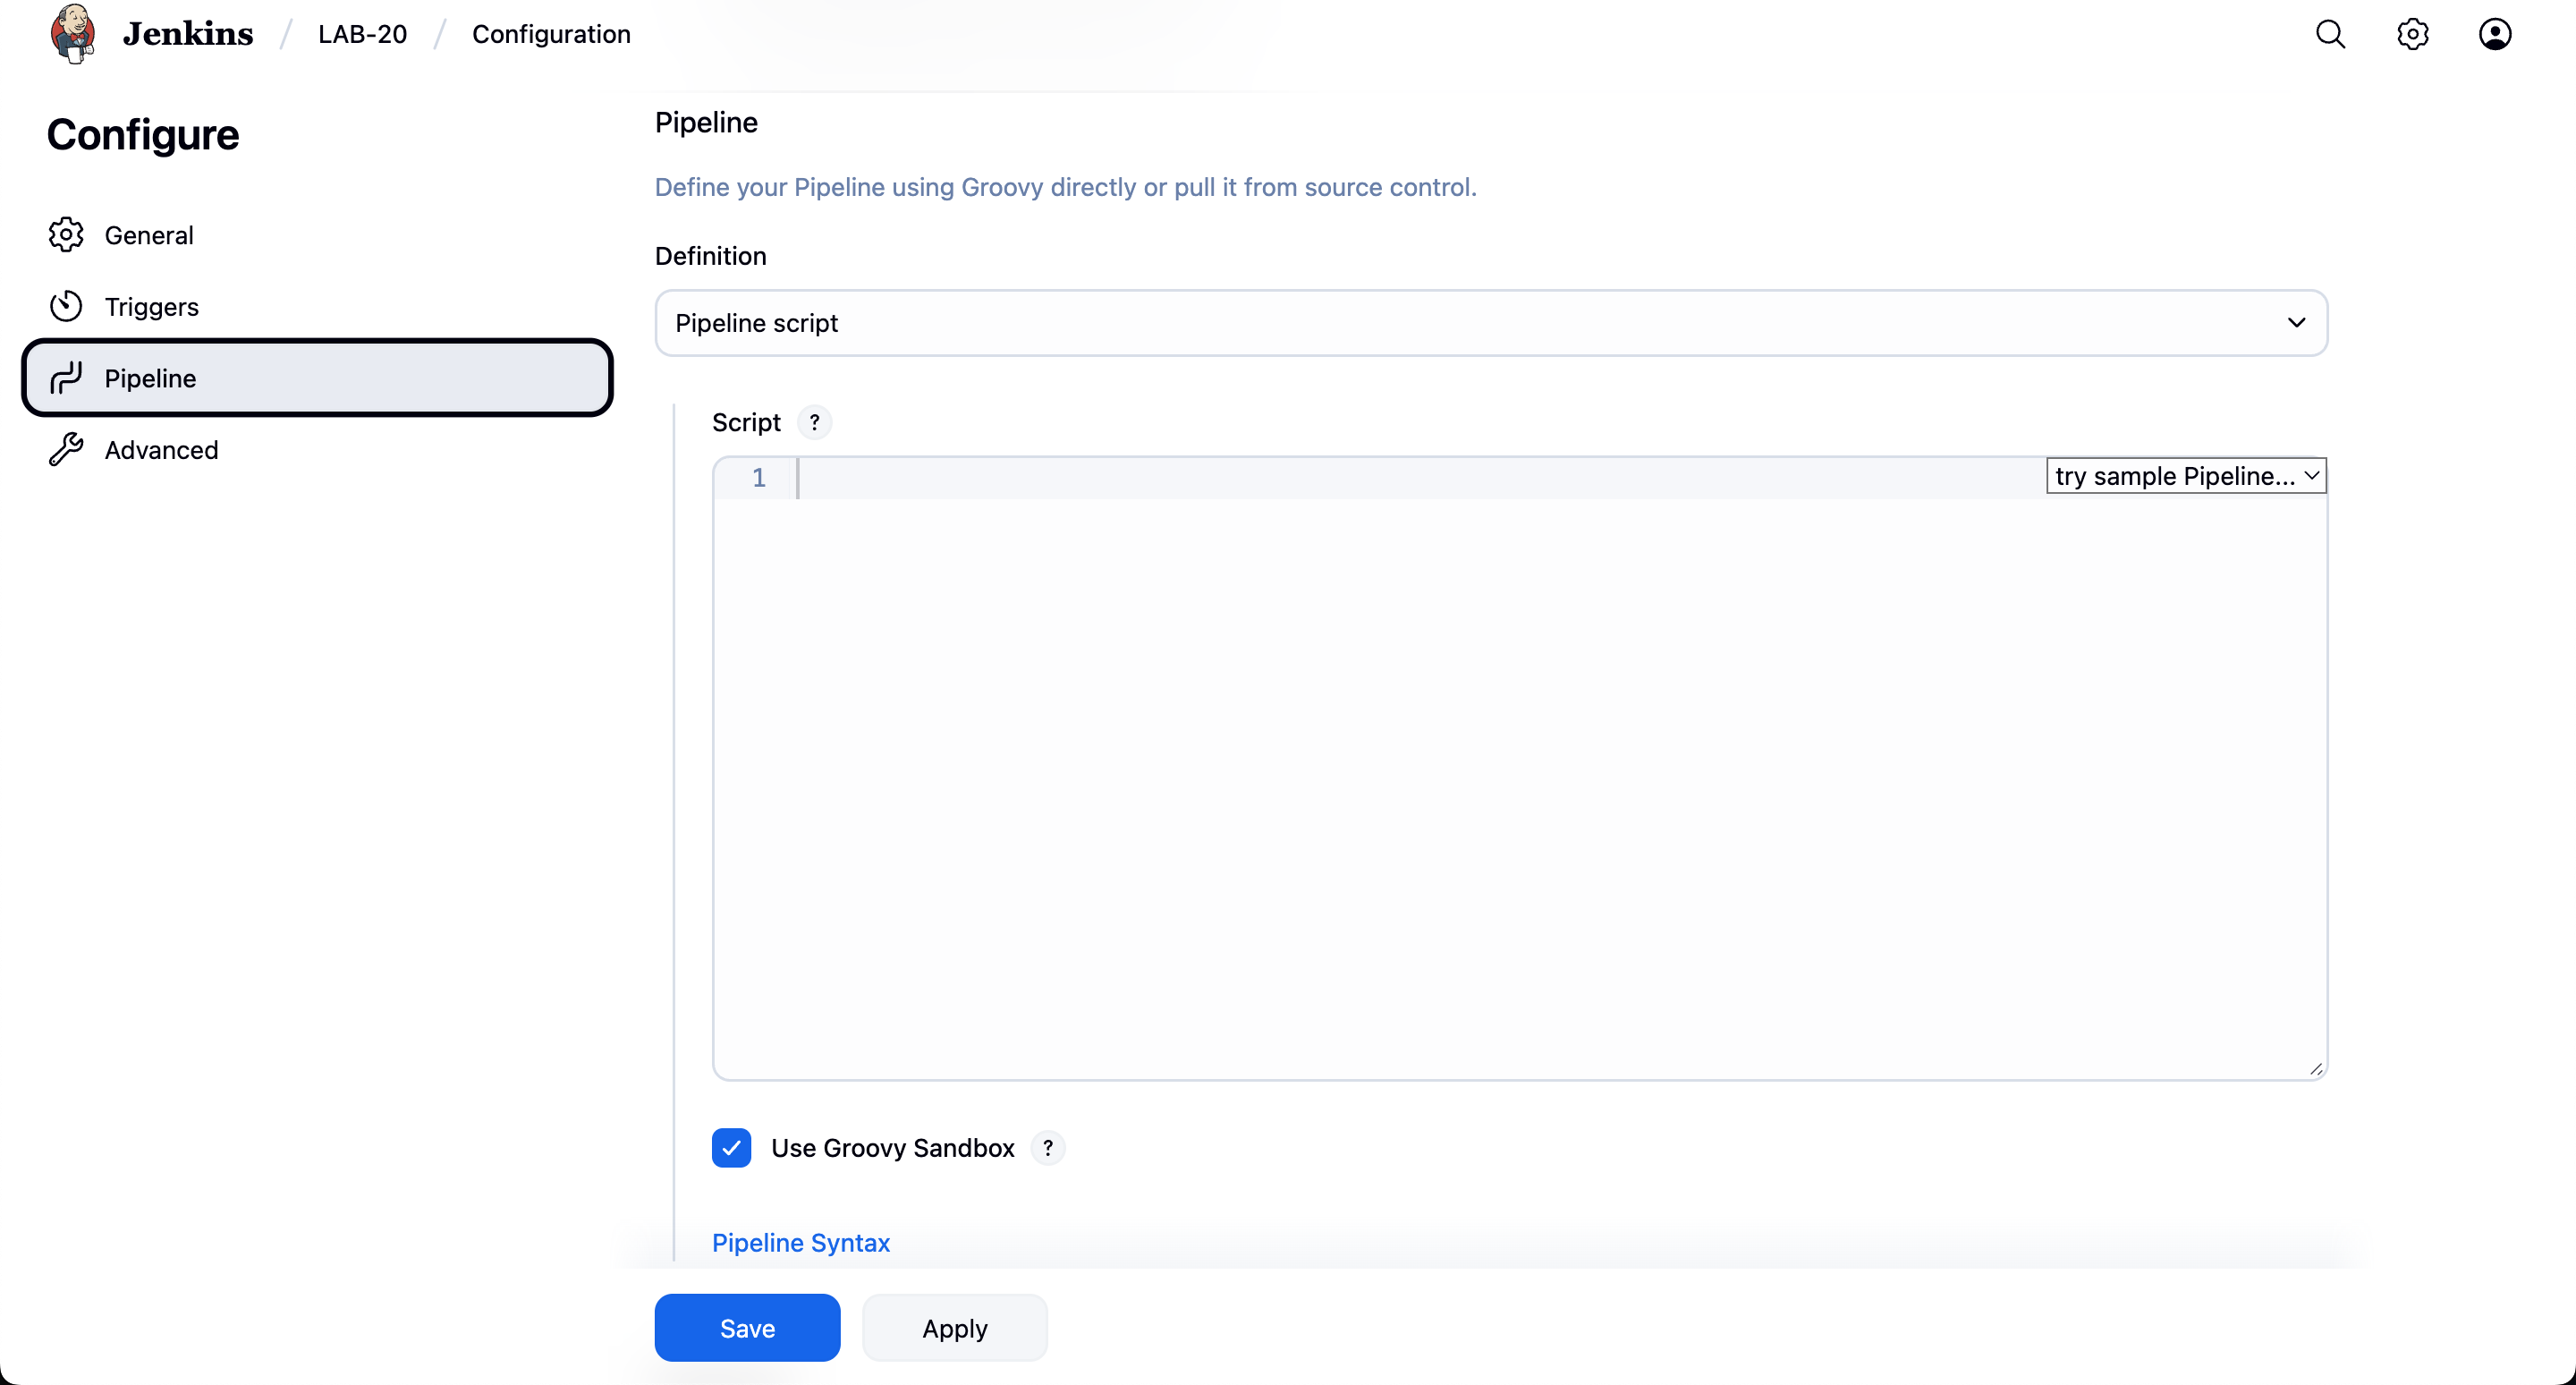 Jenkins / LAB-20 / Configuration
Configure
General
Triggers
Pipeline
Advanced
Pipeline
Define your Pipeline using Groovy directly or pull it from source control.
Definition
Pipeline script
Script ?
1
try sample Pipeline...
Use Groovy Sandbox ?
Pipeline Syntax
Save
Apply